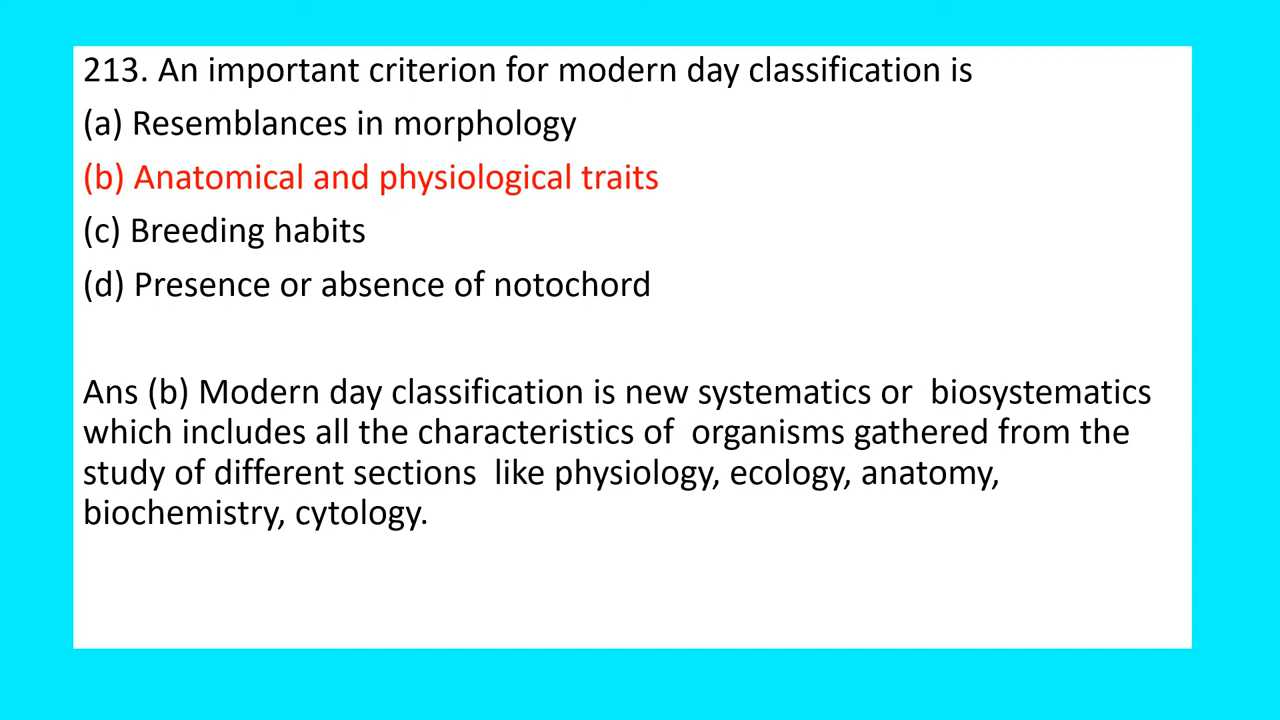 213. An important criterion for modern day classification is
(a) Resemblances in morphology
(b) Anatomical and physiological traits
(c) Breeding habits
(d) Presence or absence of notochord
Ans (b) Modern day classification is new systematics or  biosystematics
which includes all the characteristics of  organisms gathered from the
study of different sections  like physiology, ecology, anatomy,
biochemistry, cytology.